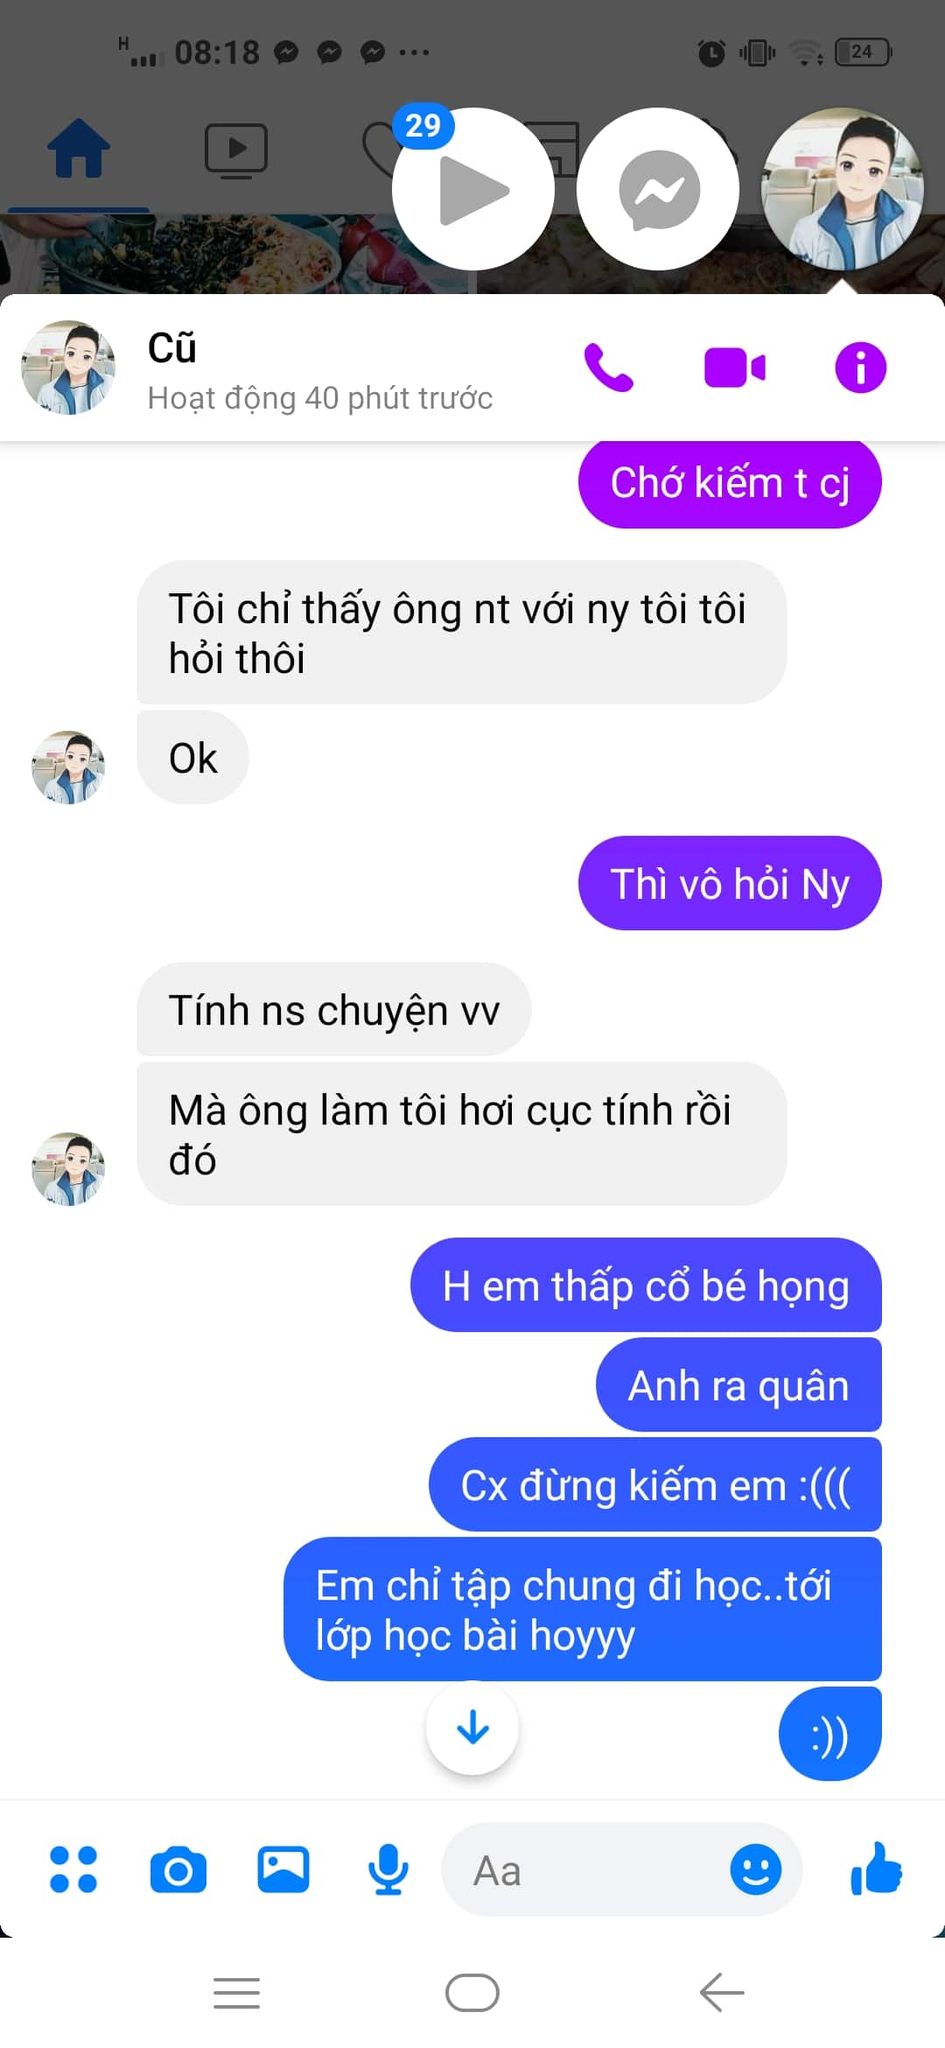 H 08:18 ... 24
29
Cũ
Hoạt động 40 phút trước
Chớ kiếm t cj
Tôi chỉ thấy ông nt với ny tôi tôi
hỏi thôi
Ok
Thì vô hỏi Ny
Tính ns chuyện vv
Mà ông làm tôi hơi cục tính rồi
đó
H em thấp cổ bé họng
Anh ra quân
Cx đừng kiếm em :(((
Em chỉ tập chung đi học..tới
lớp học bài hoyyy
:))
Aa